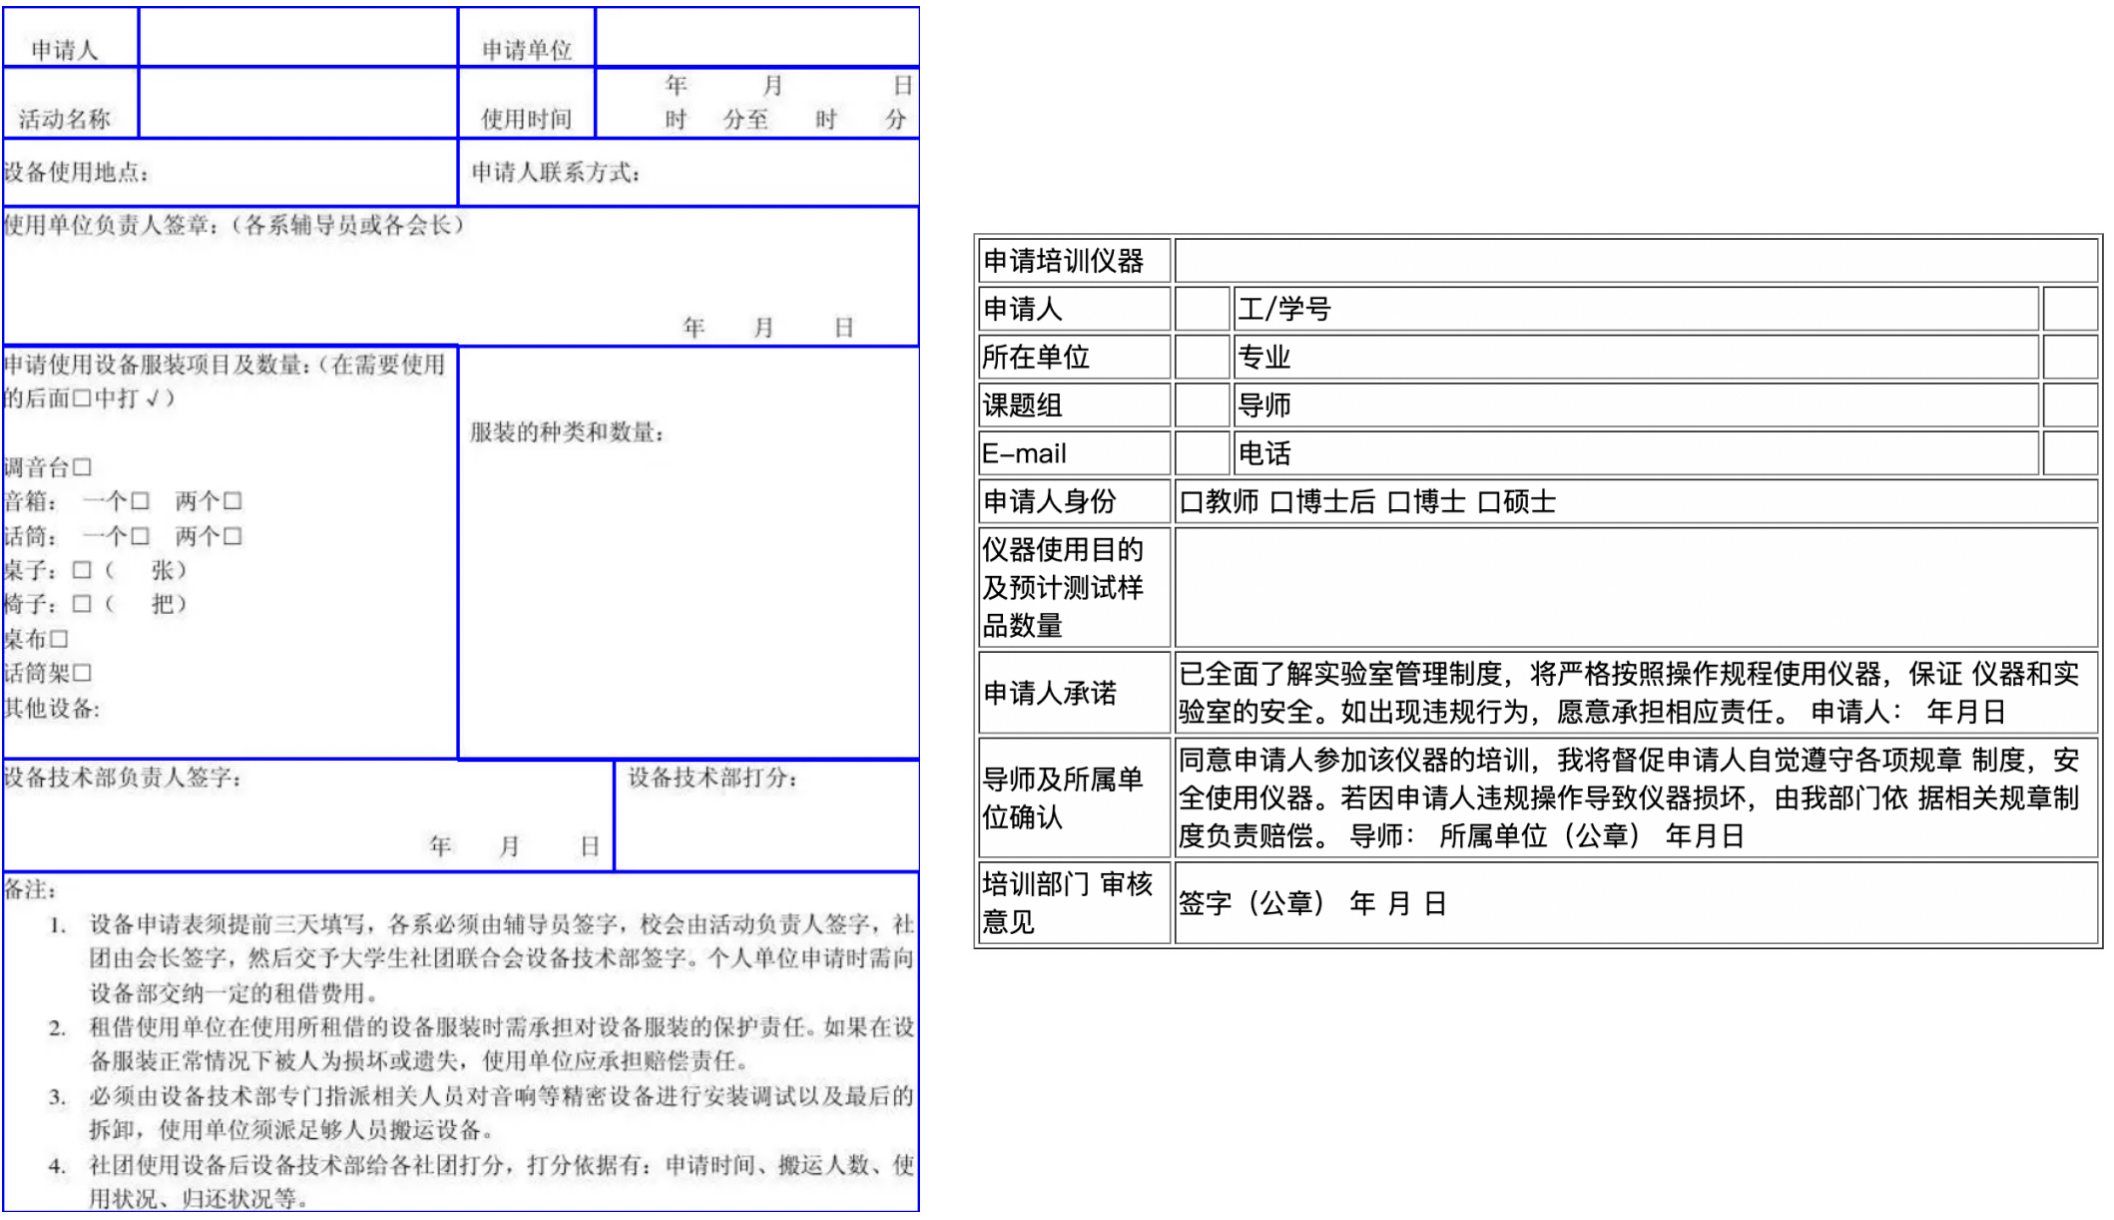 申请人 申请单位
年 月 日
活动名称 使用时间 时 分至 时 分
设备使用地点： 申请人联系方式：
使用单位负责人签章：（各系辅导员或各会长）
年 月 日
申请使用设备服装项目及数量：（在需要使用
的后面□中打√）
调音台□
音箱： 一个□ 两个□
话筒： 一个□ 两个□
桌子：□（ 张）
椅子：□（ 把）
桌布□
话筒架□
其他设备:
服装的种类和数量：
设备技术部负责人签字：
年 月 日
设备技术部打分：
备注：
1. 设备申请表须提前三天填写，各系必须由辅导员签字，校会由活动负责人签字，社
团由会长签字，然后交予大学生社团联合会设备技术部签字。个人单位申请时需向
设备部交纳一定的租借费用。
2. 租借使用单位在使用所租借的设备服装时需承担对设备服装的保护责任。如果在设
备服装正常情况下被人为损坏或遗失，使用单位应承担赔偿责任。
3. 必须由设备技术部专门指派相关人员对音响等精密设备进行安装调试以及最后的
拆卸，使用单位须派足够人员搬运设备。
4. 社团使用设备后设备技术部给各社团打分，打分依据有：申请时间、搬运人数、使
用状况、归还状况等。
申请培训仪器
申请人 工/学号
所在单位 专业
课题组 导师
E-mail 电话
申请人身份 口教师 口博士后 口博士 口硕士
仪器使用目的
及预计测试样
品数量
申请人承诺
已全面了解实验室管理制度，将严格按照操作规程使用仪器，保证 仪器和实
验室的安全。如出现违规行为，愿意承担相应责任。 申请人： 年月日
导师及所属单
位确认
同意申请人参加该仪器的培训，我将督促申请人自觉遵守各项规章 制度，安
全使用仪器。若因申请人违规操作导致仪器损坏，由我部门依 据相关规章制
度负责赔偿。 导师： 所属单位（公章） 年月日
培训部门 审核
意见
签字（公章） 年 月 日